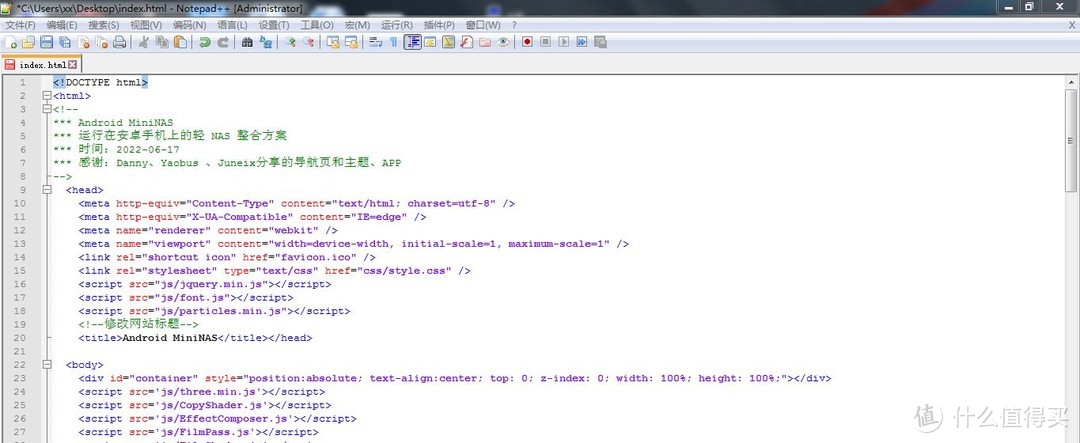 *C:\Users\xx\Desktop\index.html - Notepad++ [Administrator]
文件(F) 编辑(E) 搜索(S) 视图(V) 编码(N) 语言(L) 设置(T) 工具(O) 宏(M) 运行(R) 插件(P) 窗口(W) ? X
index.html
1 <!DOCTYPE html>
2 <html>
3 <!--
4 *** Android MiniNAS
5 *** 运行在安卓手机上的轻 NAS 整合方案
6 *** 时间：2022-06-17
7 *** 感谢：Danny、Yaobus 、Juneix分享的导航页和主题、APP
8 -->
9 <head>
10 <meta http-equiv="Content-Type" content="text/html; charset=utf-8" />
11 <meta http-equiv="X-UA-Compatible" content="IE=edge" />
12 <meta name="renderer" content="webkit" />
13 <meta name="viewport" content="width=device-width, initial-scale=1, maximum-scale=1" />
14 <link rel="shortcut icon" href="favicon.ico" />
15 <link rel="stylesheet" type="text/css" href="css/style.css" />
16 <script src="js/jquery.min.js"></script>
17 <script src="js/font.js"></script>
18 <script src="js/particles.min.js"></script>
19 <!--修改网站标题-->
20 <title>Android MiniNAS</title></head>
21
22 <body>
23 <div id="container" style="position:absolute; text-align:center; top: 0; z-index: 0; width: 100%; height: 100%;"></div>
24 <script src='js/three.min.js'></script>
25 <script src='js/CopyShader.js'></script>
26 <script src='js/EffectComposer.js'></script>
27 <script src='js/FilmPass.js'></script>
值 什么值得买